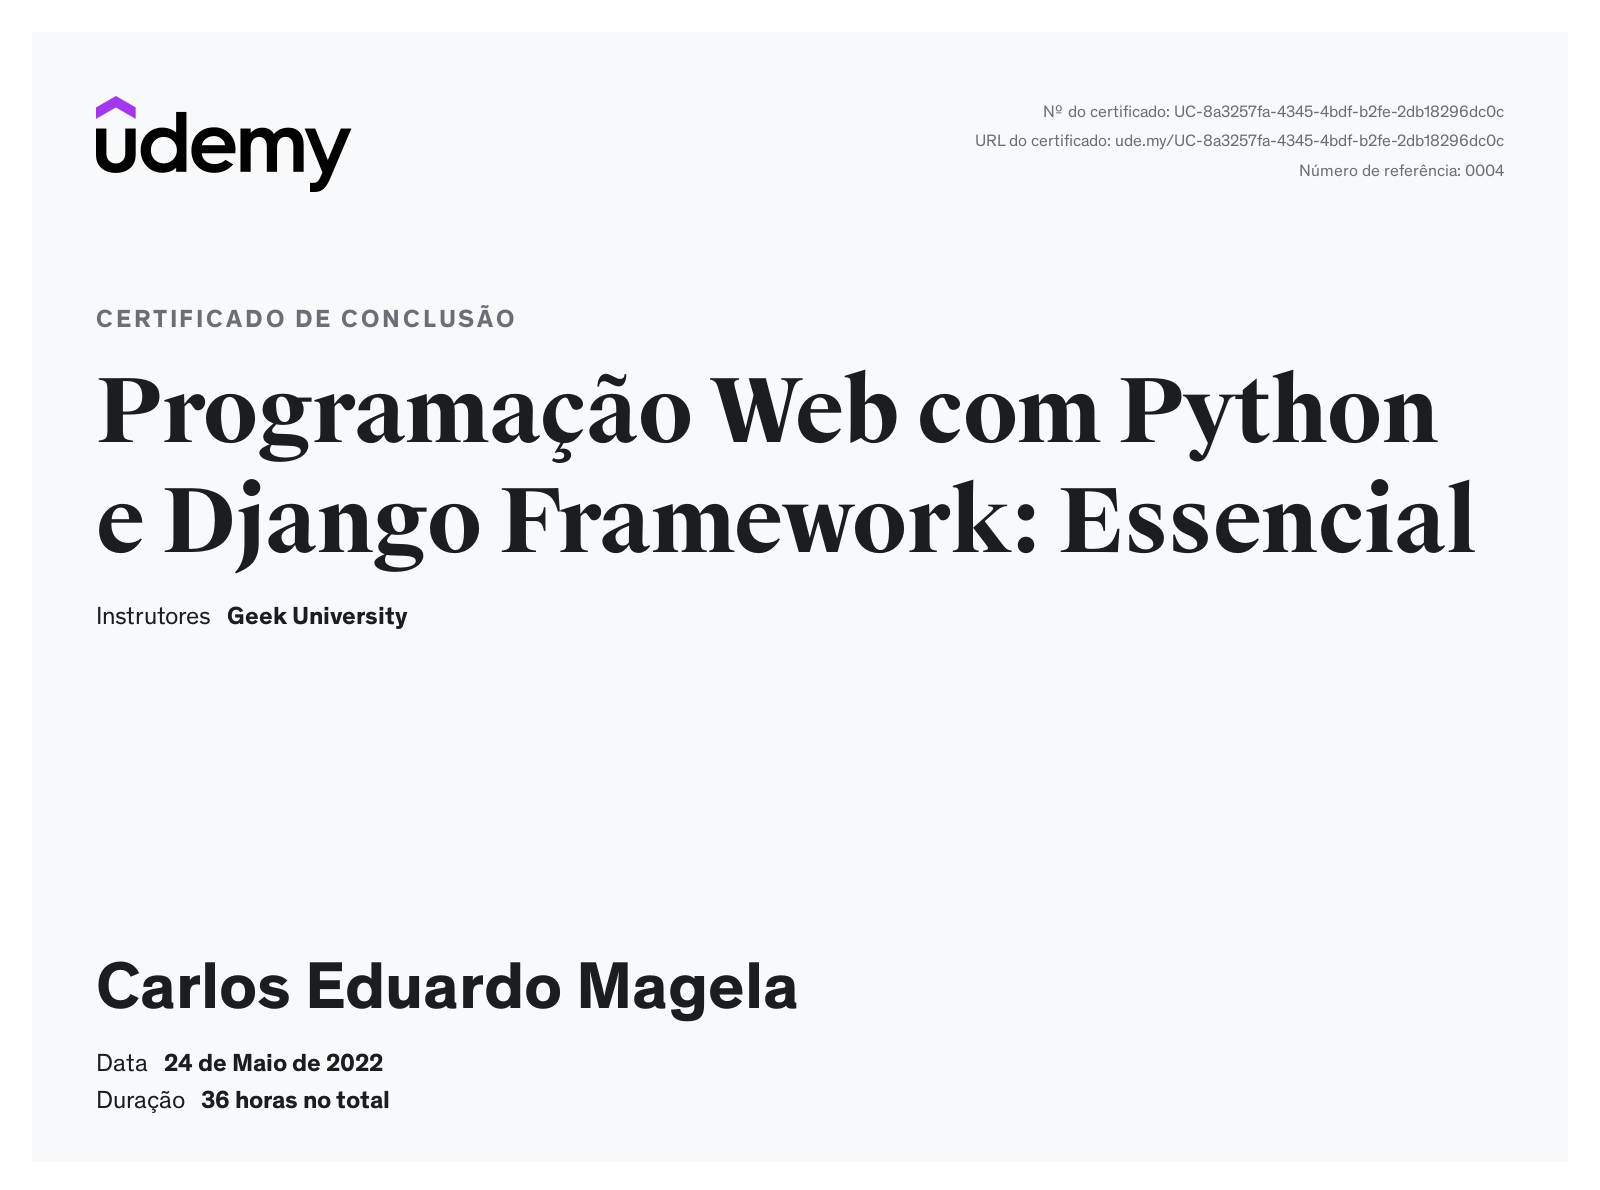 udemy
Nº do certificado: UC-8a3257fa-4345-4bdf-b2fe-2db18296dc0c
URL do certificado: ude.my/UC-8a3257fa-4345-4bdf-b2fe-2db18296dc0c
Número de referência: 0004
CERTIFICADO DE CONCLUSÃO
Programação Web com Python
e Django Framework: Essencial
Instrutores Geek University
Carlos Eduardo Magela
Data 24 de Maio de 2022
Duração 36 horas no total